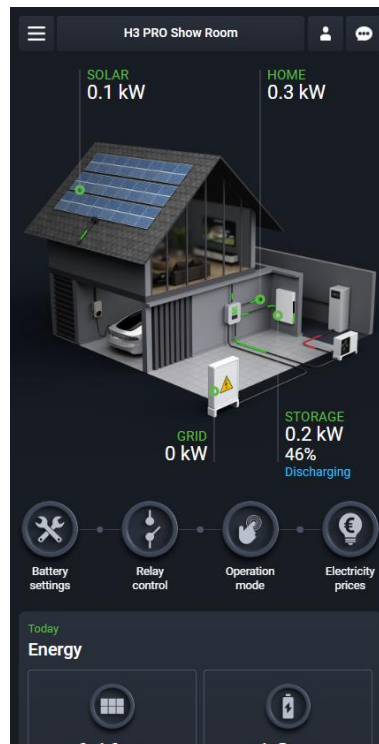 H3 PRO Show Room
SOLAR
0.1 kW
HOME
0.3 kW
GRID
0 kW
STORAGE
0.2 kW
46%
Discharging
Battery
settings
Relay
control
Operation
mode
Electricity
prices
Today
Energy